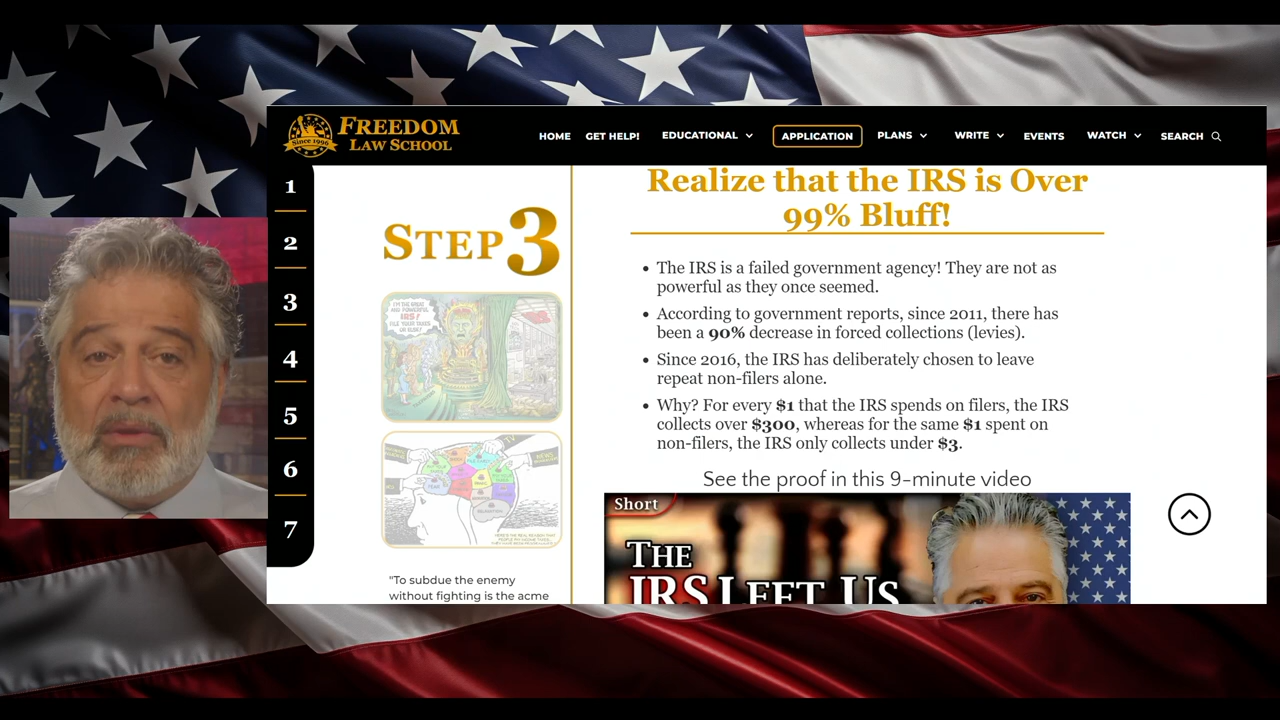 FREEDOM
LAW SCHOOL
Since 1996
HOME
GET HELP!
EDUCATIONAL
APPLICATION
PLANS
WRITE
EVENTS
WATCH
SEARCH
1
2
3
4
5
6
7
STEP 3
"To subdue the enemy
without fighting is the acme
Realize that the IRS is Over
99% Bluff!
• The IRS is a failed government agency! They are not as
powerful as they once seemed.
• According to government reports, since 2011, there has
been a 90% decrease in forced collections (levies).
• Since 2016, the IRS has deliberately chosen to leave
repeat non-filers alone.
• Why? For every $1 that the IRS spends on filers, the IRS
collects over $300, whereas for the same $1 spent on
non-filers, the IRS only collects under $3.
See the proof in this 9-minute video
Short
THE
IRS LEFT US